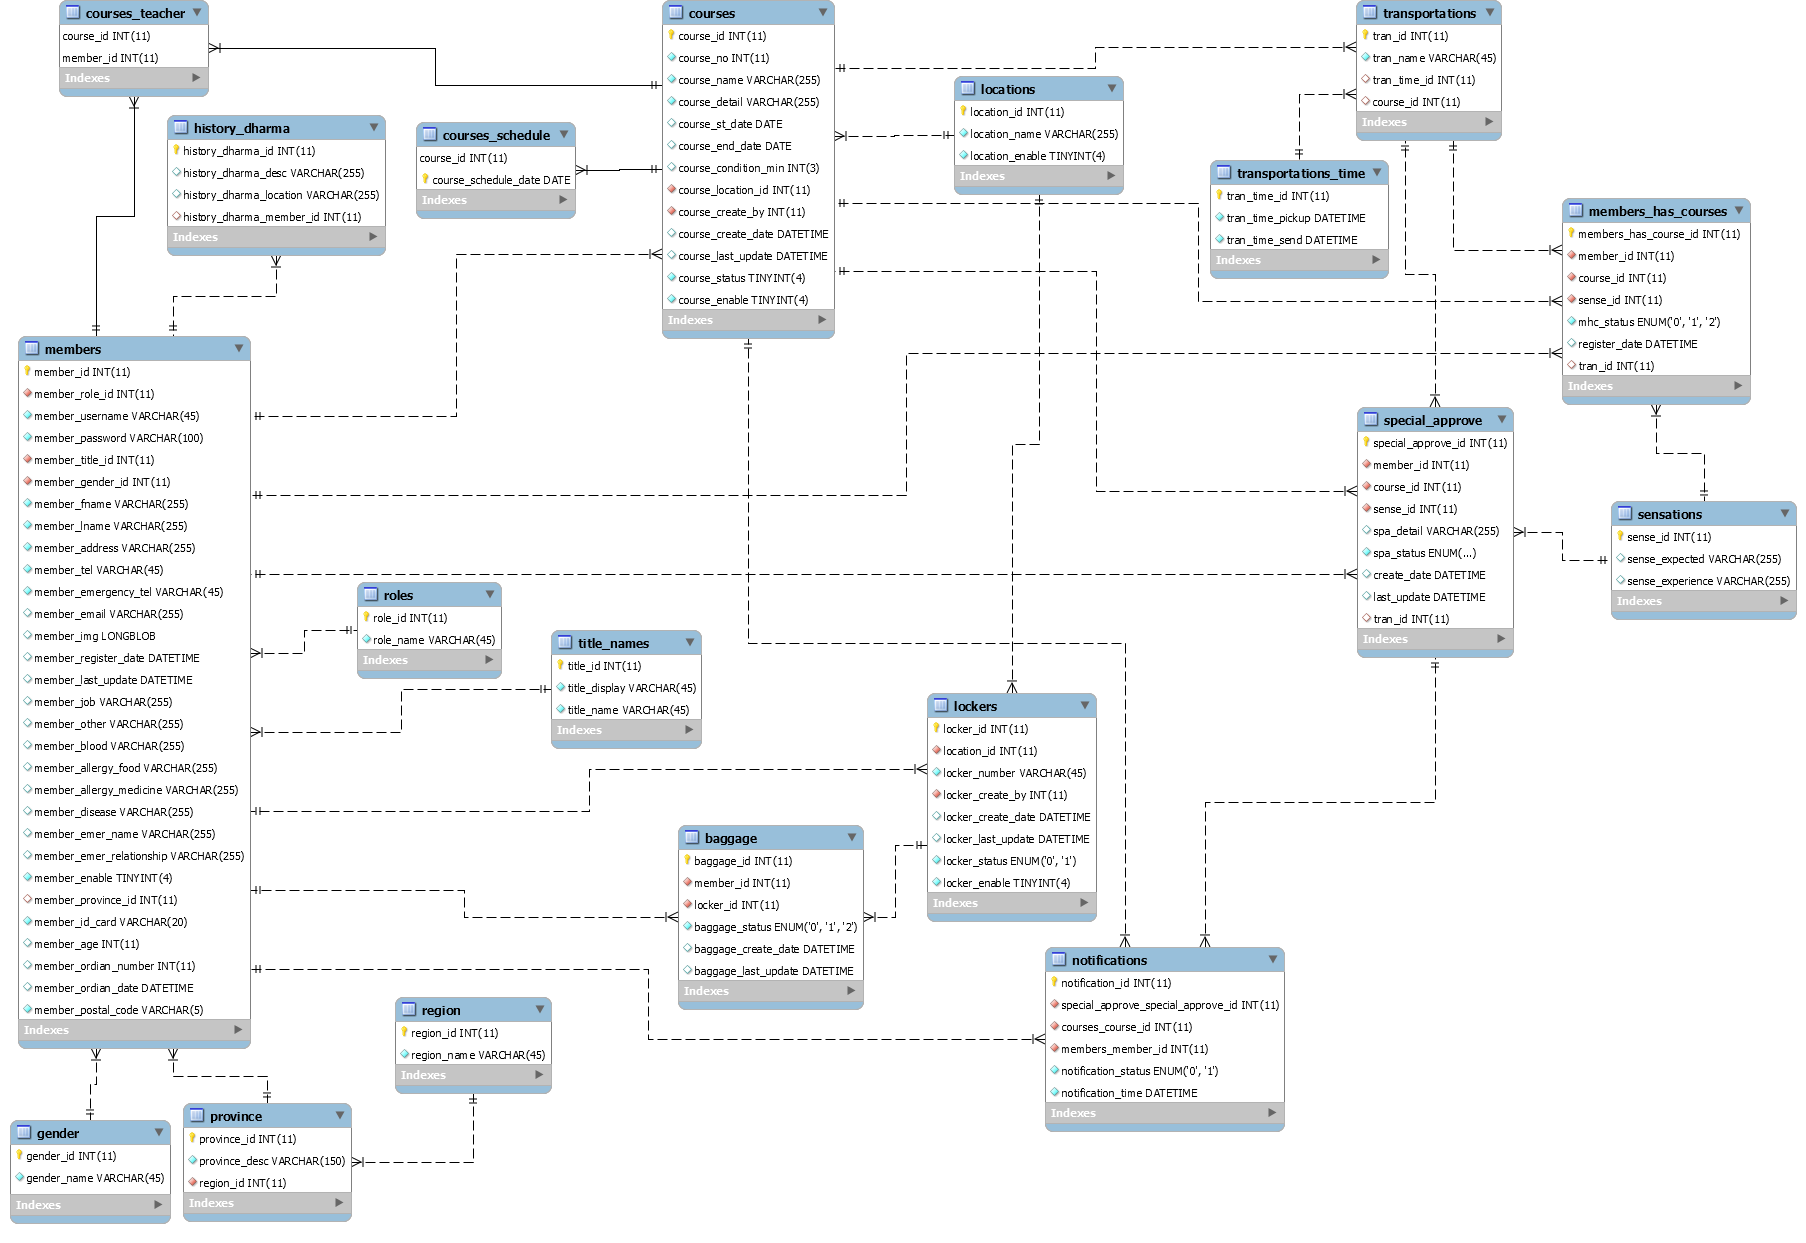 courses_teacher
course_id INT(11)
member_id INT(11)
Indexes
history_dharma
history_dharma_id INT(11)
history_dharma_desc VARCHAR(255)
history_dharma_location VARCHAR(255)
history_dharma_member_id INT(11)
Indexes
courses_schedule
course_id INT(11)
course_schedule_date DATE
Indexes
courses
course_id INT(11)
course_no INT(11)
course_name VARCHAR(255)
course_detail VARCHAR(255)
course_st_date DATE
course_end_date DATE
course_condition_min INT(3)
course_location_id INT(11)
course_create_by INT(11)
course_create_date DATETIME
course_last_update DATETIME
course_status TINYINT(4)
course_enable TINYINT(4)
Indexes
locations
location_id INT(11)
location_name VARCHAR(255)
location_enable TINYINT(4)
Indexes
transportations
tran_id INT(11)
tran_name VARCHAR(45)
tran_time_id INT(11)
course_id INT(11)
Indexes
transportations_time
tran_time_id INT(11)
tran_time_pickup DATETIME
tran_time_send DATETIME
Indexes
members_has_courses
members_has_course_id INT(11)
member_id INT(11)
course_id INT(11)
sense_id INT(11)
mhc_status ENUM('0', '1', '2')
register_date DATETIME
tran_id INT(11)
Indexes
members
member_id INT(11)
member_role_id INT(11)
member_username VARCHAR(45)
member_password VARCHAR(100)
member_title_id INT(11)
member_gender_id INT(11)
member_fname VARCHAR(255)
member_lname VARCHAR(255)
member_address VARCHAR(255)
member_tel VARCHAR(45)
member_emergency_tel VARCHAR(45)
member_email VARCHAR(255)
member_img LONGBLOB
member_register_date DATETIME
member_last_update DATETIME
member_job VARCHAR(255)
member_other VARCHAR(255)
member_blood VARCHAR(255)
member_allergy_food VARCHAR(255)
member_allergy_medicine VARCHAR(255)
member_disease VARCHAR(255)
member_emer_name VARCHAR(255)
member_emer_relationship VARCHAR(255)
member_enable TINYINT(4)
member_province_id INT(11)
member_id_card VARCHAR(20)
member_age INT(11)
member_ordian_number INT(11)
member_ordian_date DATETIME
member_postal_code VARCHAR(5)
Indexes
special_approve
special_approve_id INT(11)
member_id INT(11)
course_id INT(11)
sense_id INT(11)
spa_detail VARCHAR(255)
spa_status ENUM(...)
create_date DATETIME
last_update DATETIME
tran_id INT(11)
Indexes
sensations
sense_id INT(11)
sense_expected VARCHAR(255)
sense_experience VARCHAR(255)
Indexes
roles
role_id INT(11)
role_name VARCHAR(45)
Indexes
title_names
title_id INT(11)
title_display VARCHAR(45)
title_name VARCHAR(45)
Indexes
lockers
locker_id INT(11)
location_id INT(11)
locker_number VARCHAR(45)
locker_create_by INT(11)
locker_create_date DATETIME
locker_last_update DATETIME
locker_status ENUM('0', '1')
locker_enable TINYINT(4)
Indexes
baggage
baggage_id INT(11)
member_id INT(11)
locker_id INT(11)
baggage_status ENUM('0', '1', '2')
baggage_create_date DATETIME
baggage_last_update DATETIME
Indexes
notifications
notification_id INT(11)
special_approve_special_approve_id INT(11)
courses_course_id INT(11)
members_member_id INT(11)
notification_status ENUM('0', '1')
notification_time DATETIME
Indexes
region
region_id INT(11)
region_name VARCHAR(45)
Indexes
gender
gender_id INT(11)
gender_name VARCHAR(45)
Indexes
province
province_id INT(11)
province_desc VARCHAR(150)
region_id INT(11)
Indexes